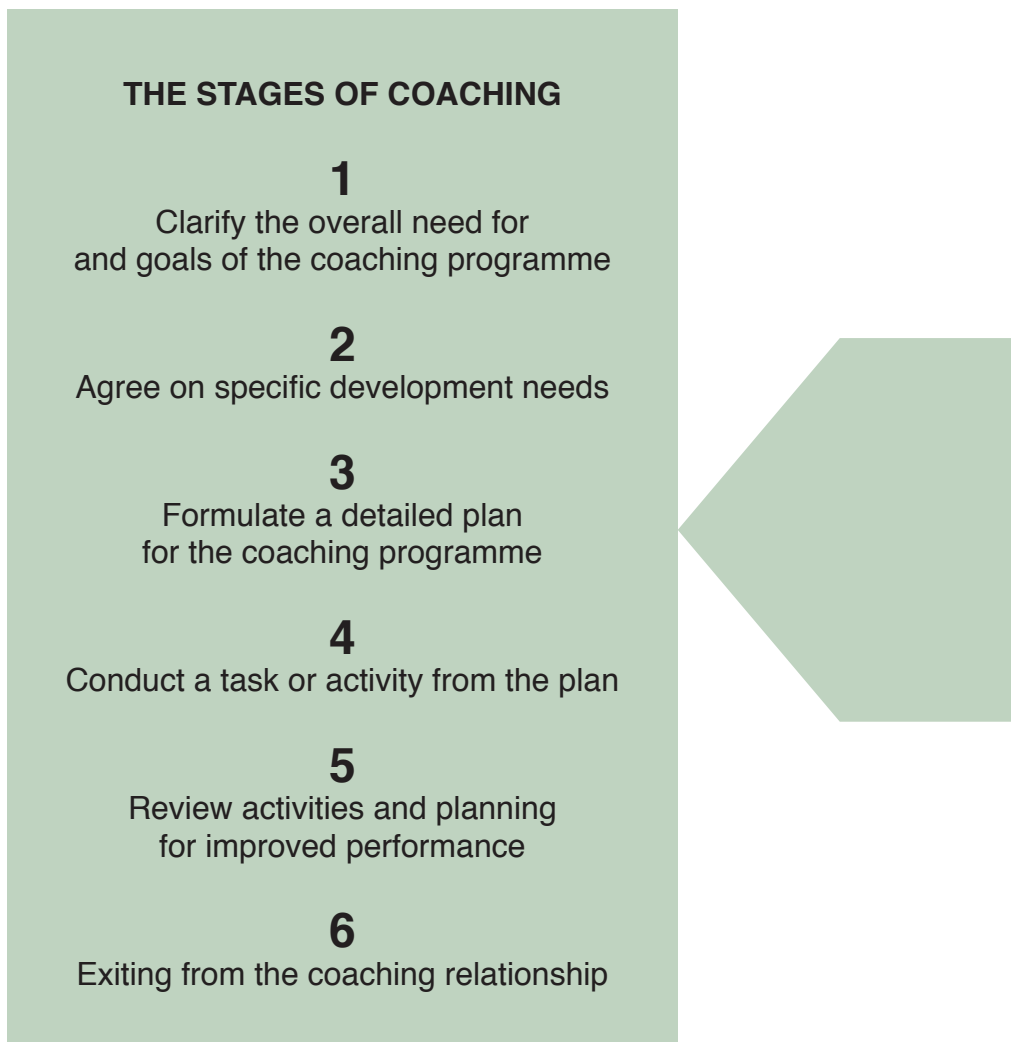 THE STAGES OF COACHING
1
Clarify the overall need for
and goals of the coaching programme
2
Agree on specific development needs
3
Formulate a detailed plan
for the coaching programme
4
Conduct a task or activity from the plan
5
Review activities and planning
for improved performance
6
Exiting from the coaching relationship